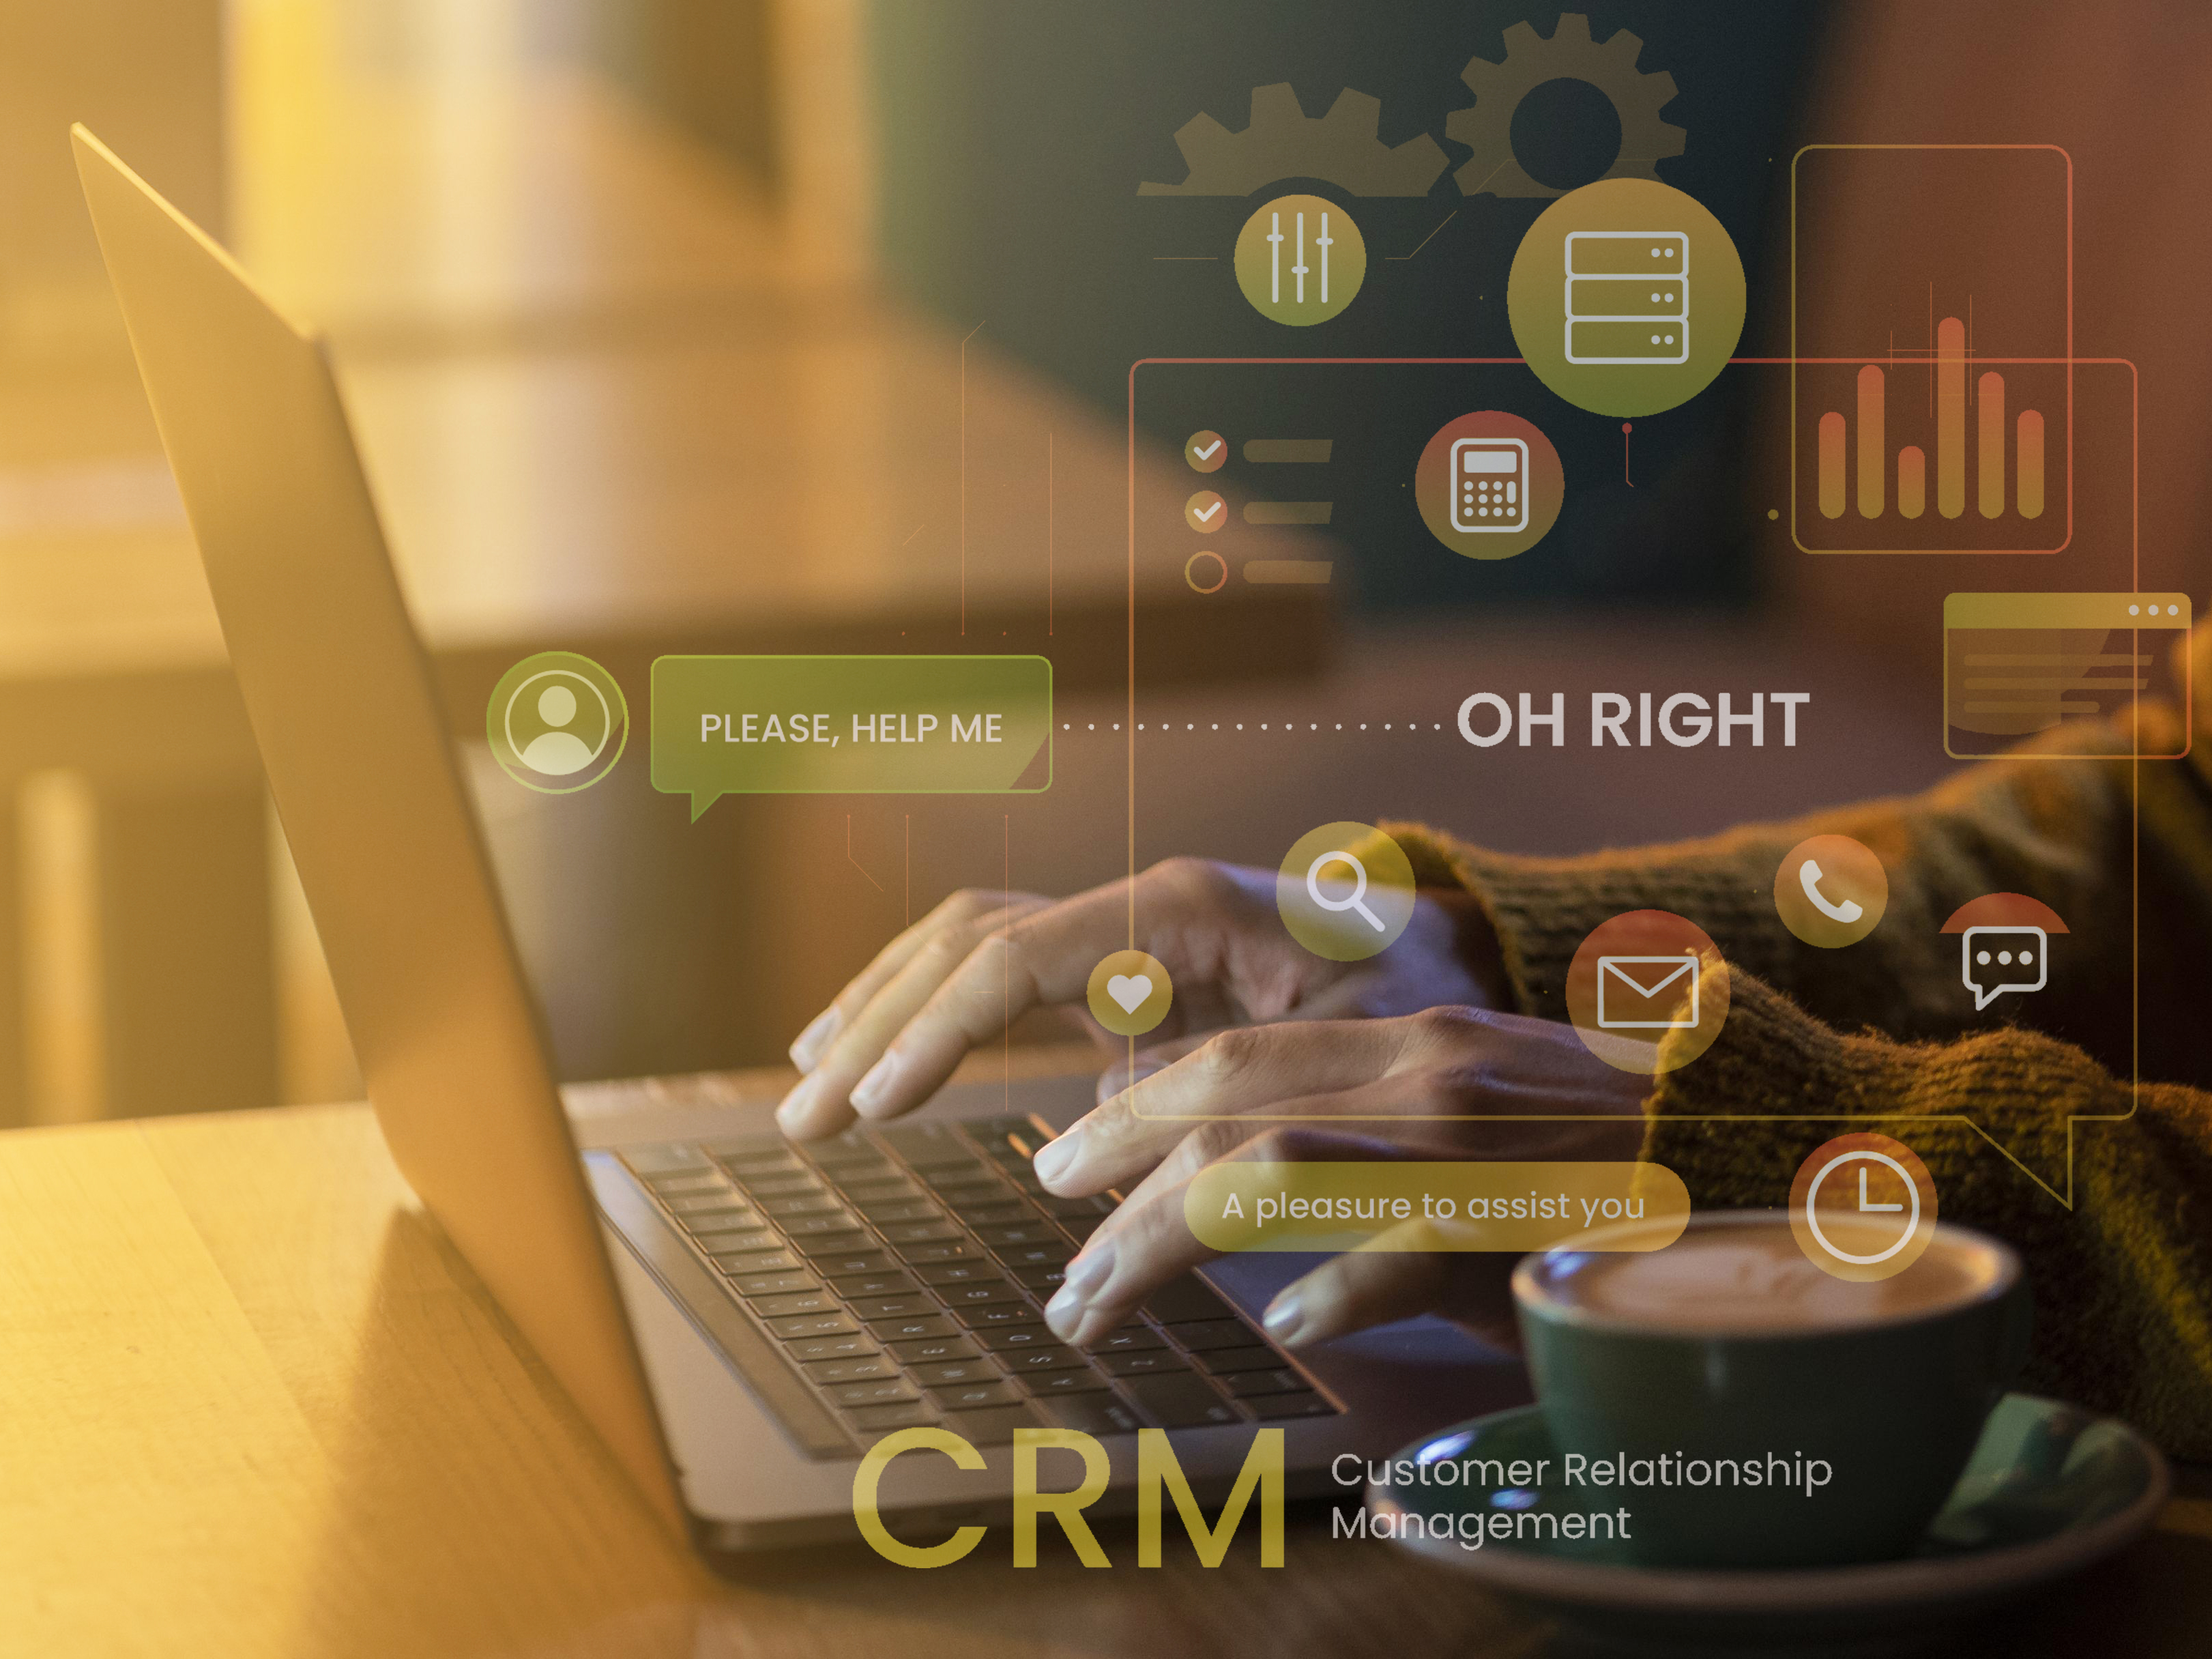 PLEASE, HELP ME
OH RIGHT
A pleasure to assist you
CRM
Customer Relationship
Management